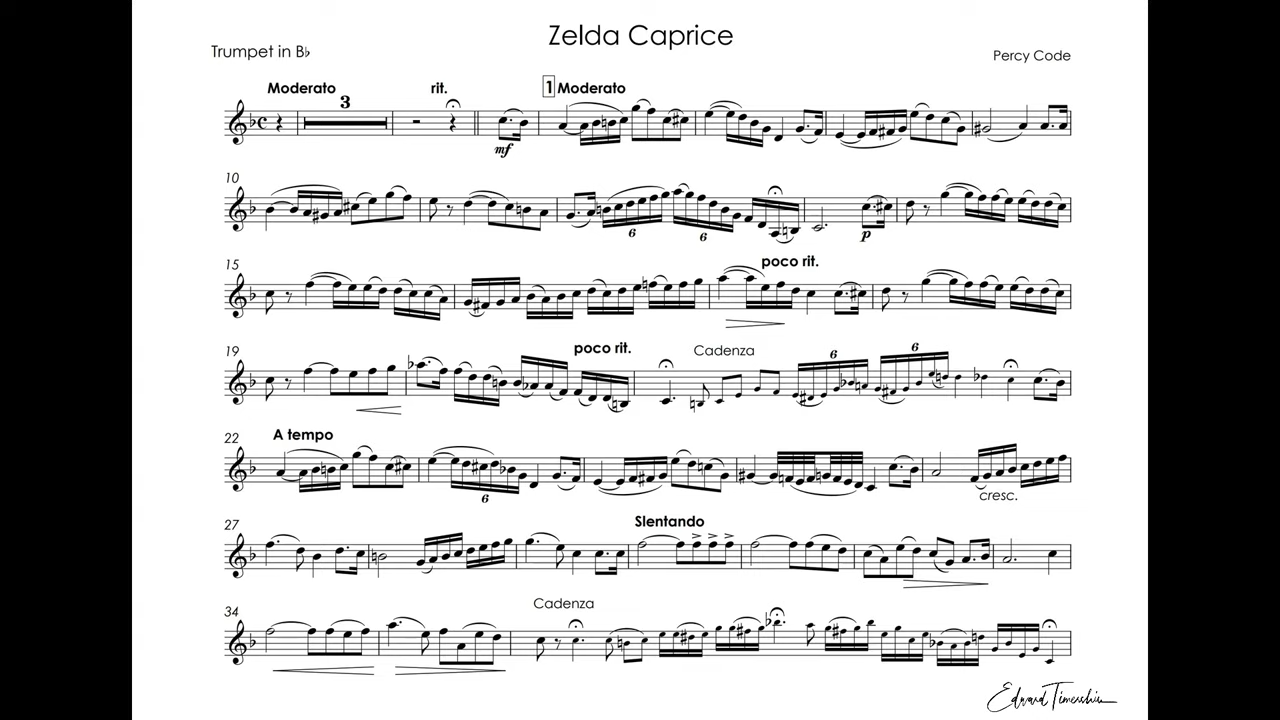 Zelda Caprice
Trumpet in B♭
Percy Code
Moderato 3 rit. 1 Moderato
mf
10
6 6 p
15 poco rit.
19 poco rit. Cadenza 6 6
22 A tempo
6 cresc.
27 Slentando
34 Cadenza
Edward Timershin